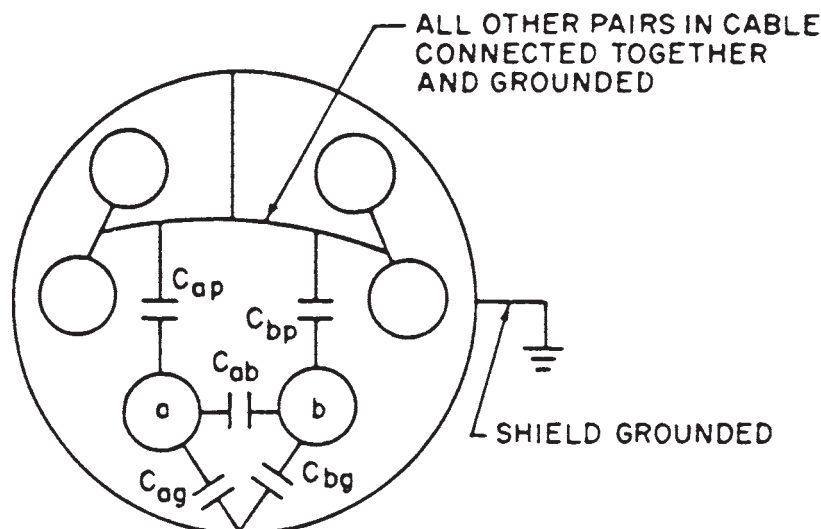 ALL OTHER PAIRS IN CABLE
CONNECTED TOGETHER
AND GROUNDED
Cap
Cbp
Cab
a
b
Cag
Cbg
SHIELD GROUNDED